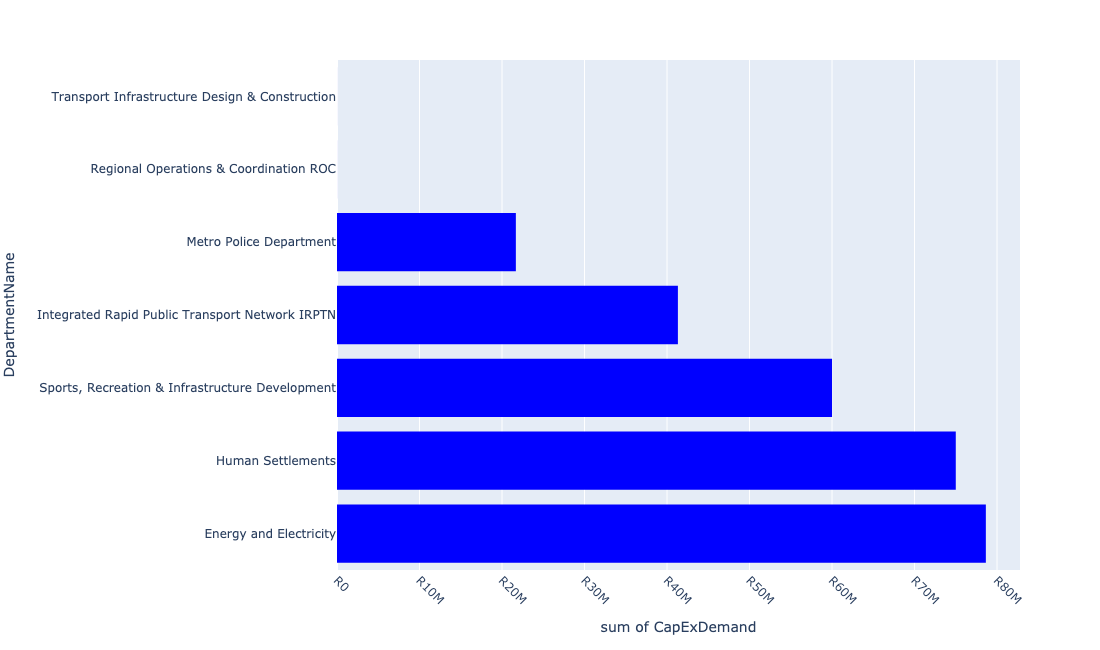 Transport Infrastructure Design & Construction
Regional Operations & Coordination ROC
Metro Police Department
Integrated Rapid Public Transport Network IRPTN
Sports, Recreation & Infrastructure Development
Human Settlements
Energy and Electricity
DepartmentName
R0
R10M
R20M
R30M
R40M
R50M
R60M
R70M
R80M
sum of CapExDemand